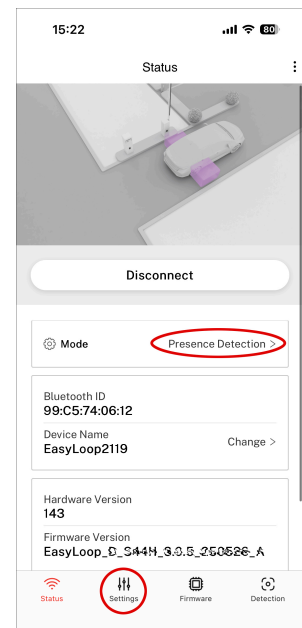 15:22
80
Status
Disconnect
Mode
Presence Detection >
Bluetooth ID
99:C5:74:06:12
Device Name
EasyLoop2119
Change >
Hardware Version
143
Firmware Version
Status
Settings
Firmware
Detection